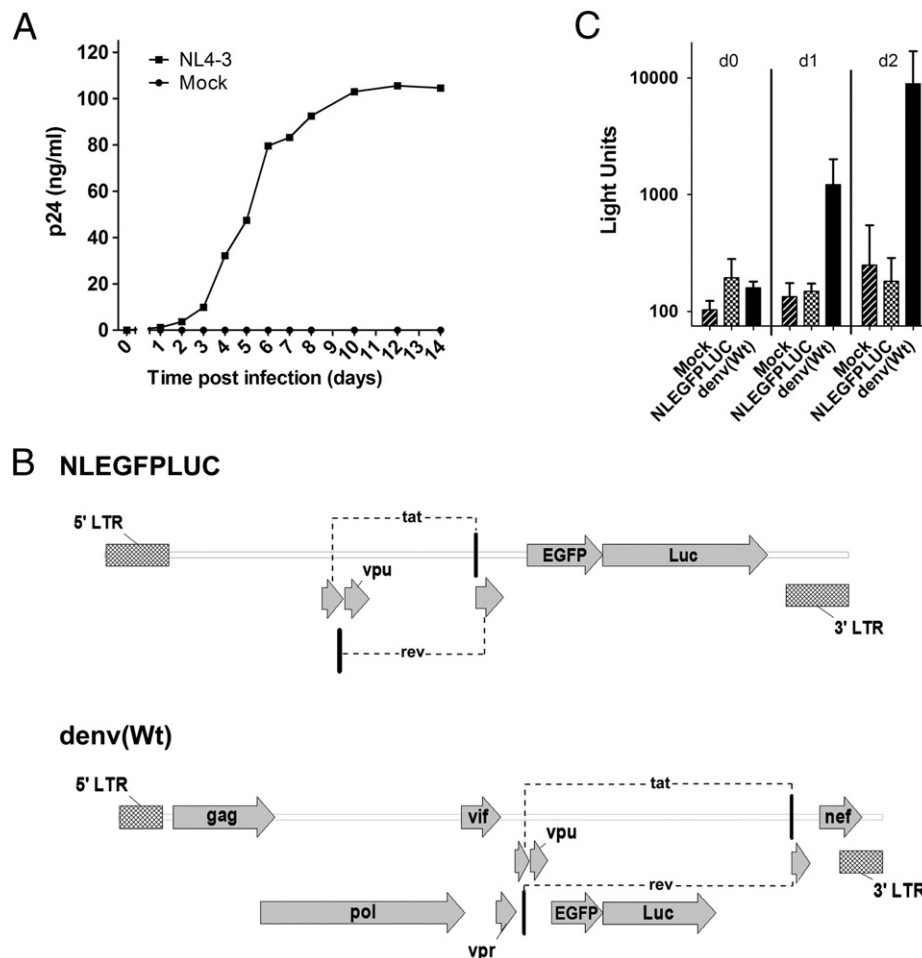 A
NL4-3
Mock
p24 (ng/ml)
120
100
80
60
40
20
0
0 1 2 3 4 5 6 7 8 9 10 11 12 13 14
Time post infection (days)
C
d0 d1 d2
Light Units
10000
1000
100
Mock NLEGFPLUC denv(Wt) Mock NLEGFPLUC denv(Wt) Mock NLEGFPLUC denv(Wt)
B NLEGFPLUC
5' LTR
tat
EGFP Luc
vpu
3' LTR
rev
denv(Wt)
5' LTR
tat
gag vif nef
vpu
3' LTR
rev
pol EGFP Luc
vpr